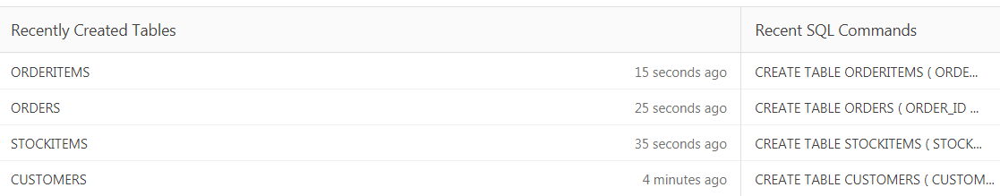 Recently Created Tables Recent SQL Commands
ORDERITEMS 15 seconds ago CREATE TABLE ORDERITEMS ( ORDE...
ORDERS 25 seconds ago CREATE TABLE ORDERS ( ORDER_ID ...
STOCKITEMS 35 seconds ago CREATE TABLE STOCKITEMS ( STOCK...
CUSTOMERS 4 minutes ago CREATE TABLE CUSTOMERS ( CUSTOM...